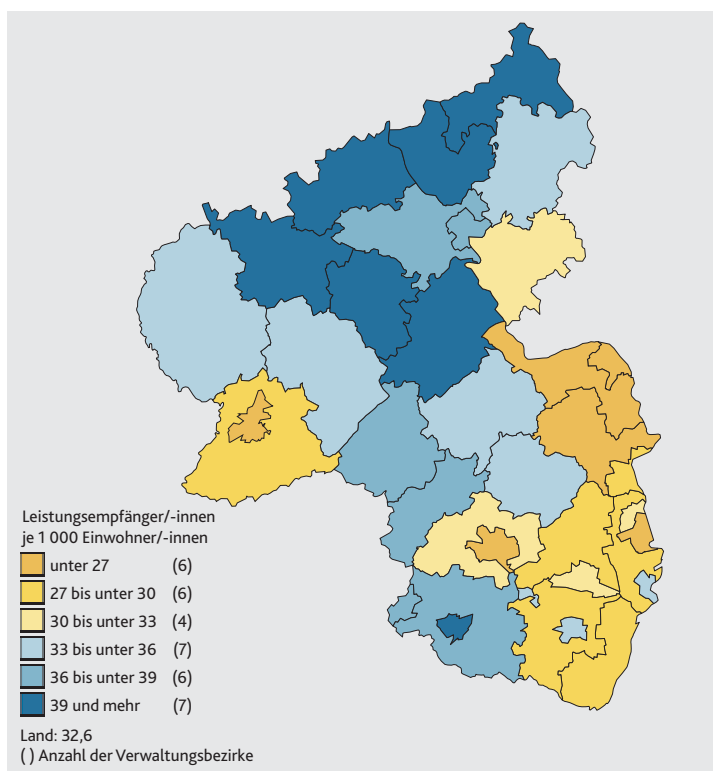 Leistungsempfänger/-innen
je 1 000 Einwohner/-innen
unter 27 (6)
27 bis unter 30 (6)
30 bis unter 33 (4)
33 bis unter 36 (7)
36 bis unter 39 (6)
39 und mehr (7)
Land: 32,6
( ) Anzahl der Verwaltungsbezirke